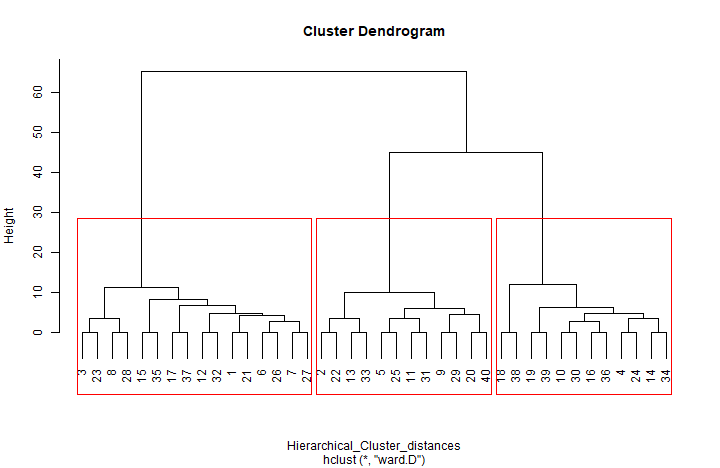 Cluster Dendrogram
Height
60
50
40
30
20
10
0
3 23 8 28 15 35 17 37 12 32 1 21 6 26 7 27 2 22 13 33 5 25 11 31 9 29 20 40 18 38 19 39 10 30 16 36 4 24 14 34
Hierarchical_Cluster_distances
hclust (*, "ward.D")